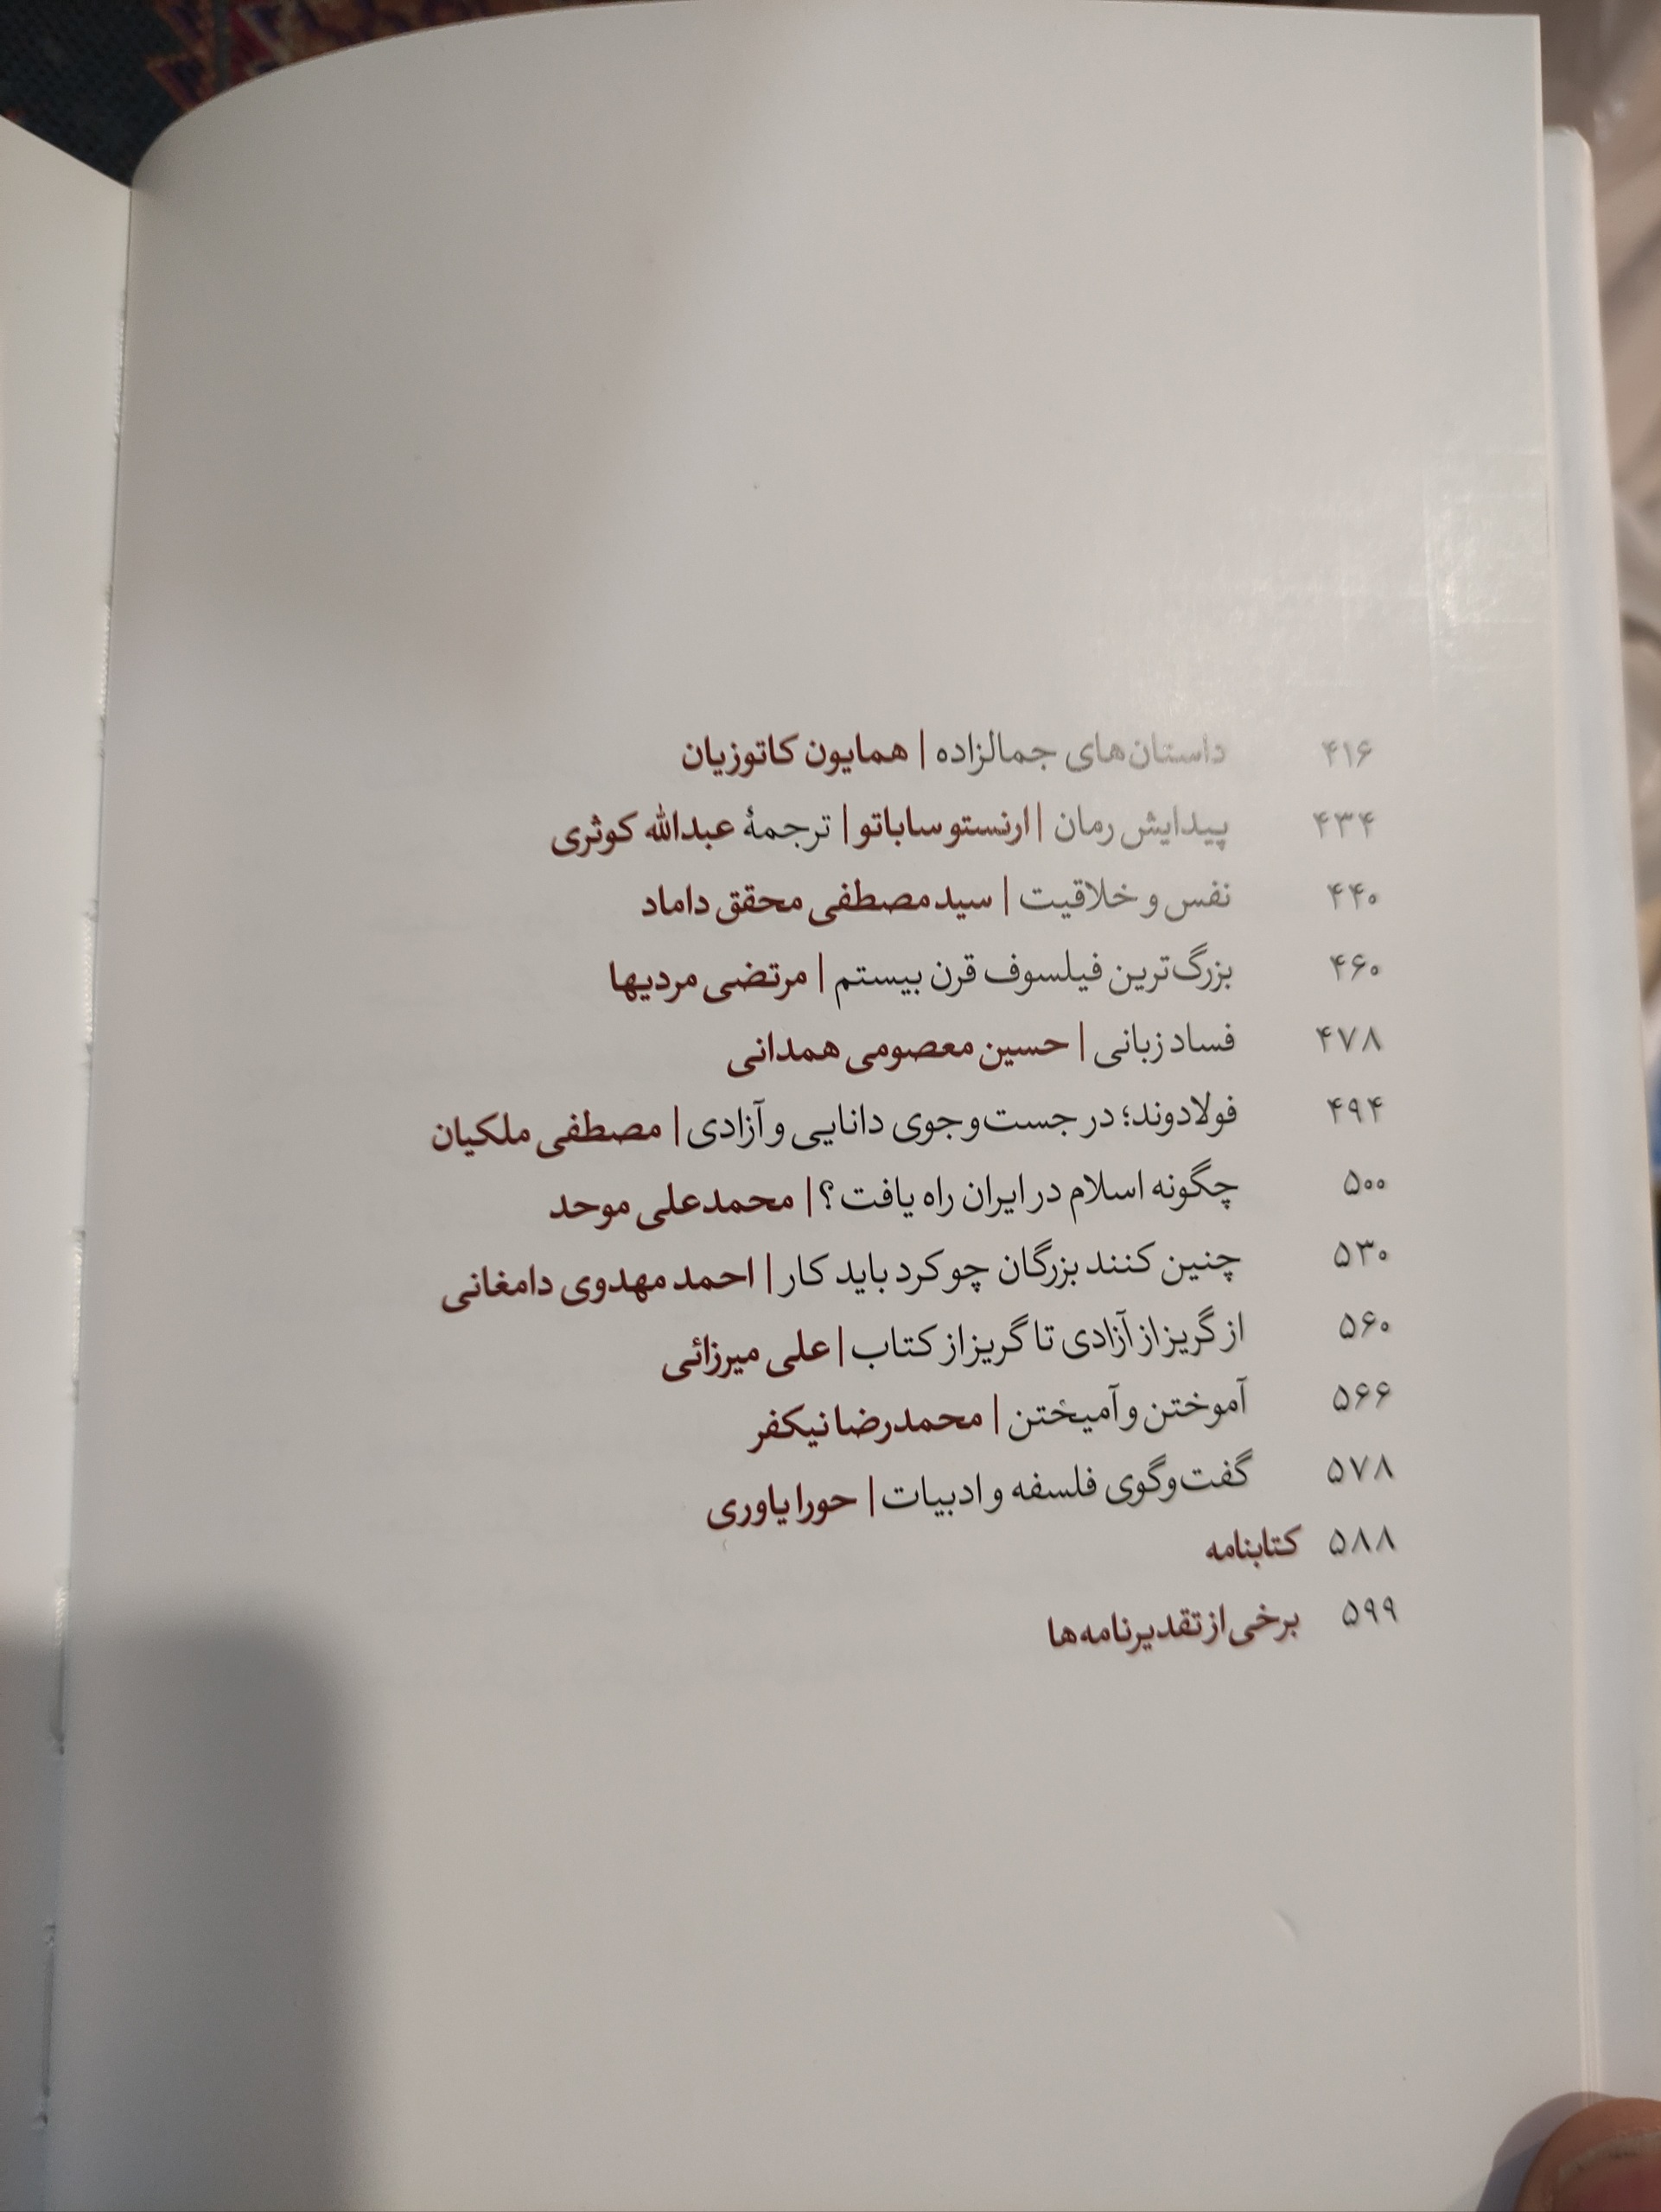 ۴۱۶ داستان‌های جمالزاده | همایون کاتوزیان
۴۳۴ پیدایش رمان | ارنستو ساباتو | ترجمهٔ عبدالله کوثری
۴۴۰ نفس و خلاقیت | سیدمصطفی محقق داماد
۴۶۰ بزرگ‌ترین فیلسوف قرن بیستم | مرتضی مردیها
۴۷۸ فساد زبانی | حسین معصومی همدانی
۴۹۴ فولادوند؛ در جست‌وجوی دانایی و آزادی | مصطفی ملکیان
۵۰۰ چگونه اسلام در ایران راه یافت؟ | محمدعلی موحد
۵۳۰ چنین کنند بزرگان چو کرد باید کار | احمد مهدوی دامغانی
۵۶۰ از گریز از آزادی تا گریز از کتاب | علی میرزائی
۵۶۶ آموختن و آمیختن | محمدرضا نیکفر
۵۷۸ گفت‌وگوی فلسفه و ادبیات | حورا یاوری
۵۸۸ کتابنامه
۵۹۹ برخی از تقدیرنامه‌ها